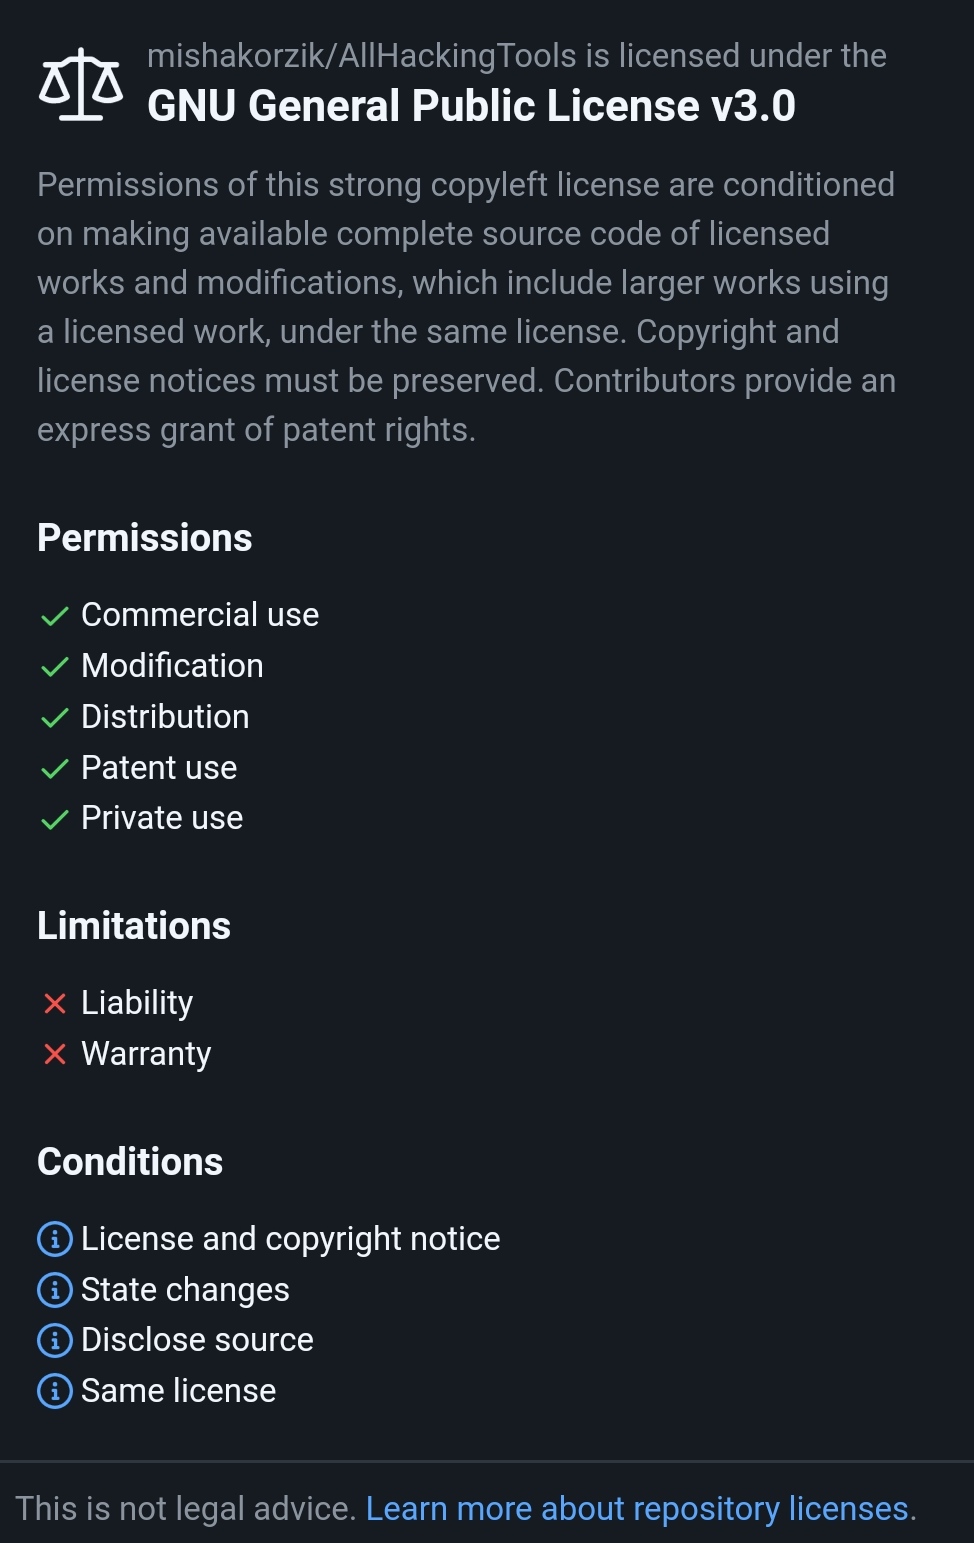 mishakorzik/AllHackingTools is licensed under the
GNU General Public License v3.0
Permissions of this strong copyleft license are conditioned
on making available complete source code of licensed
works and modifications, which include larger works using
a licensed work, under the same license. Copyright and
license notices must be preserved. Contributors provide an
express grant of patent rights.
Permissions
Commercial use
Modification
Distribution
Patent use
Private use
Limitations
Liability
Warranty
Conditions
License and copyright notice
State changes
Disclose source
Same license
This is not legal advice. Learn more about repository licenses.